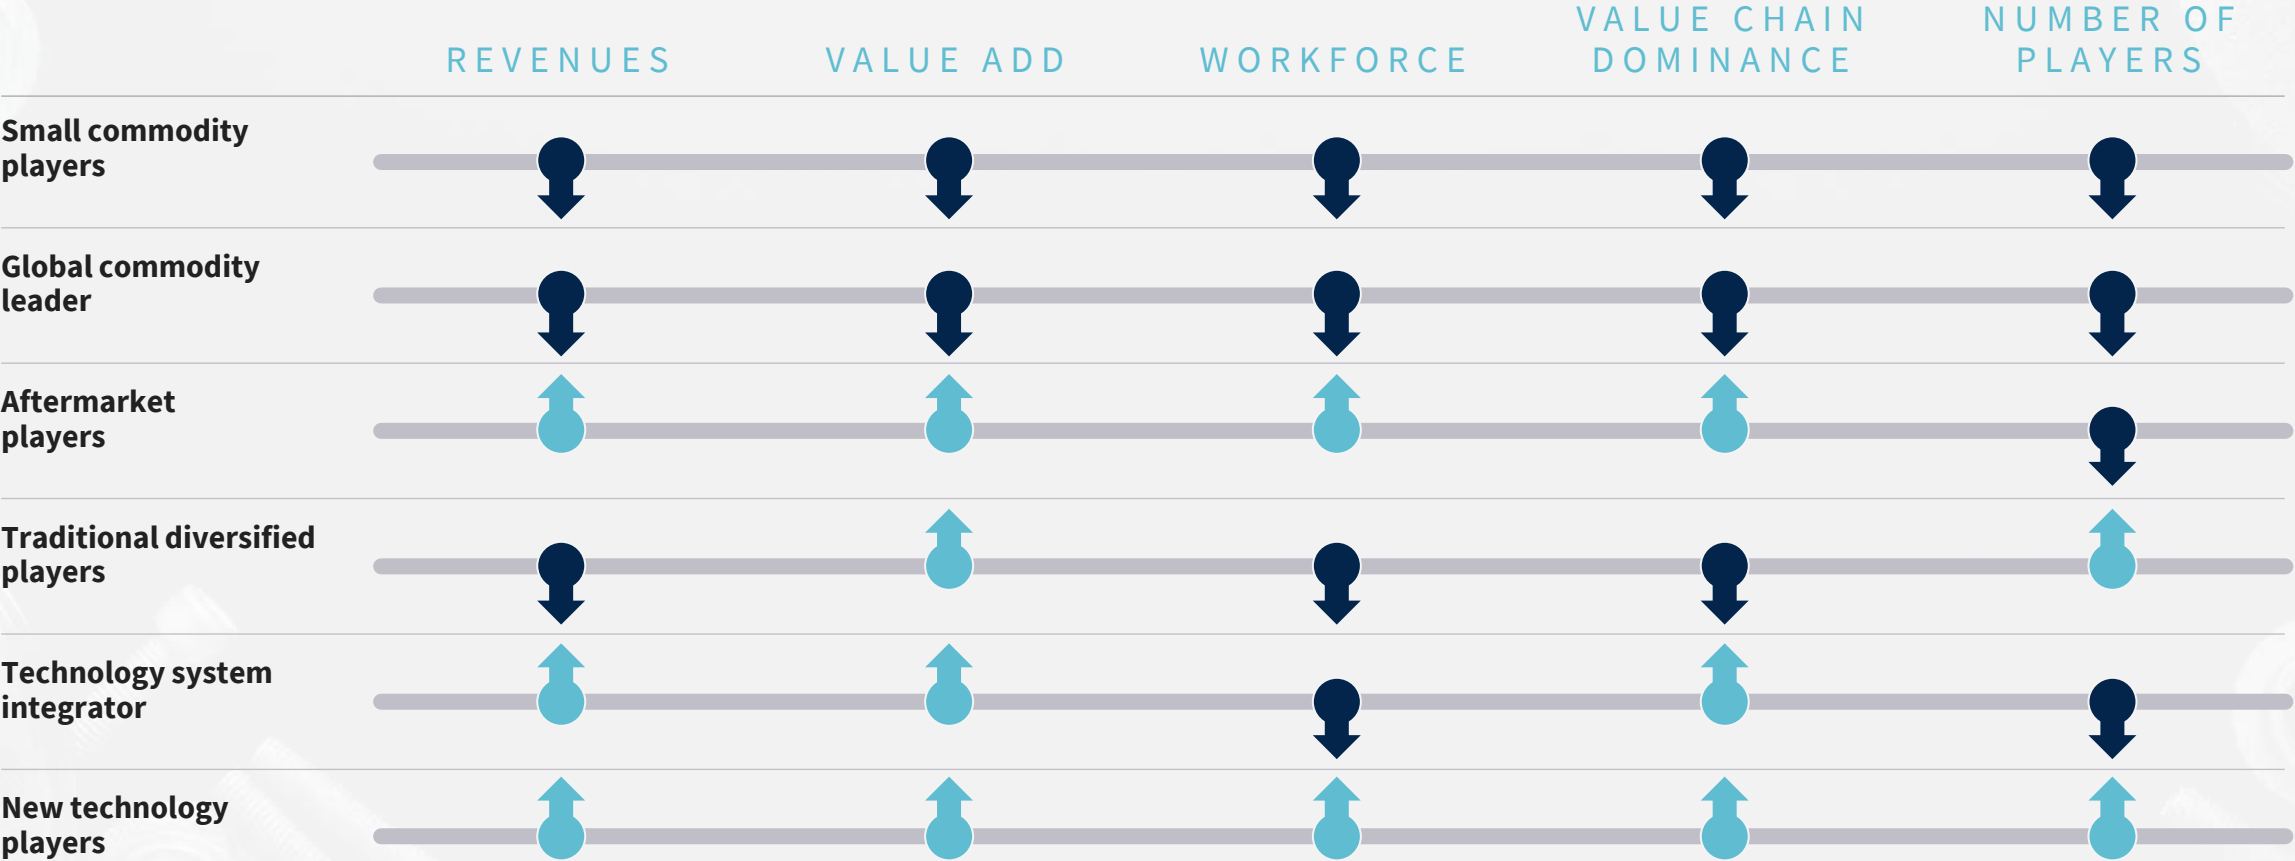 REVENUES
VALUE ADD
WORKFORCE
VALUE CHAIN
DOMINANCE
NUMBER OF
PLAYERS
Small commodity
players
Global commodity
leader
Aftermarket
players
Traditional diversified
players
Technology system
integrator
New technology
players